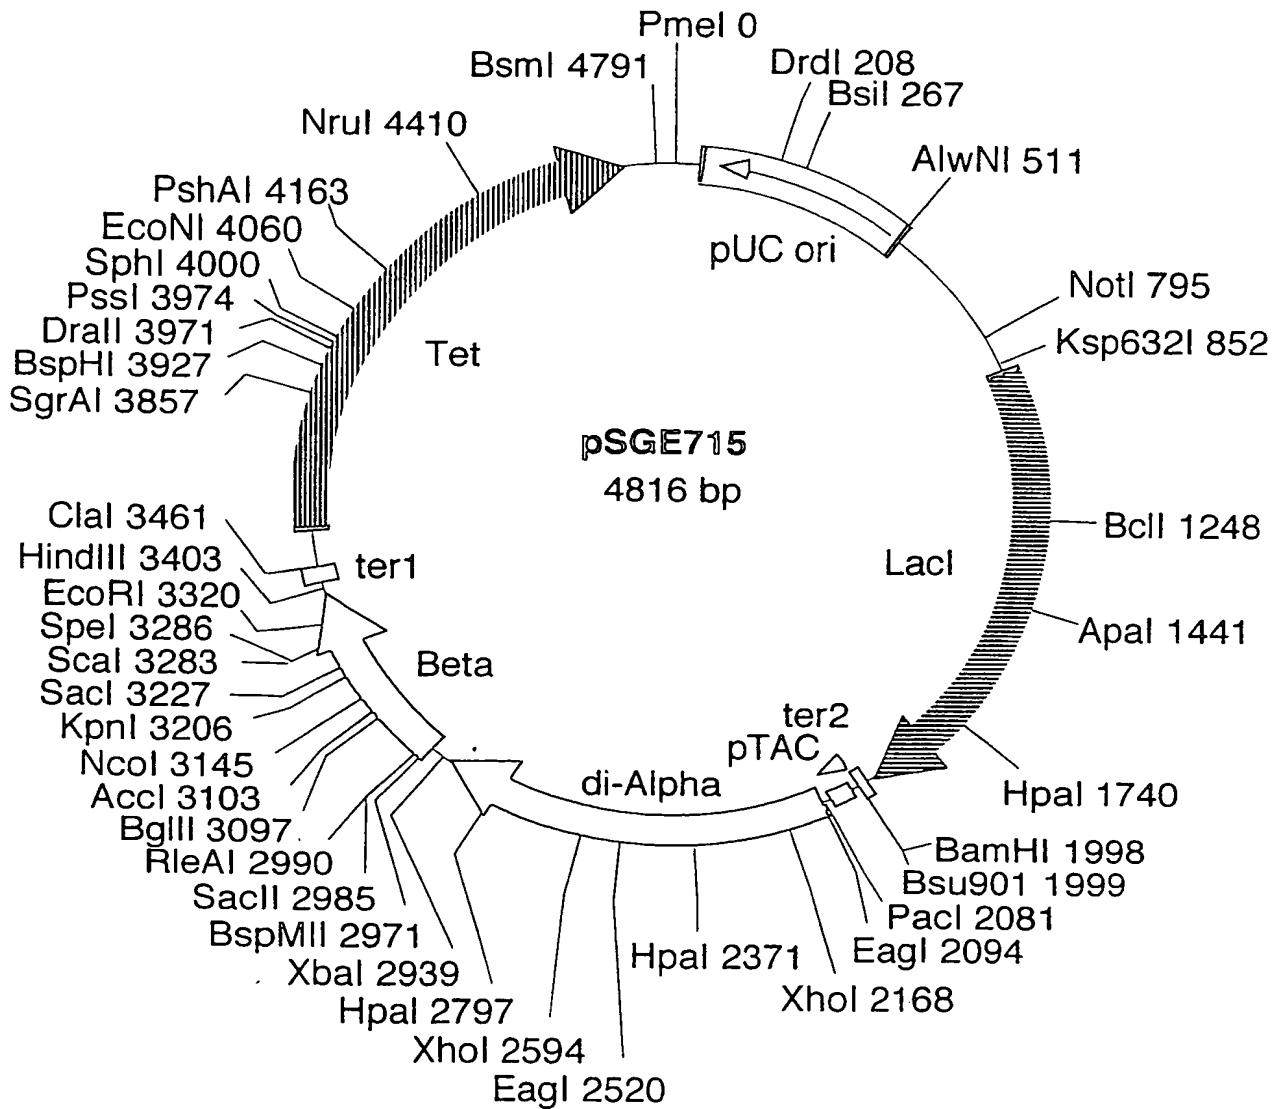 PmeI 0
BsmI 4791
DrdI 208
BsiI 267
NruI 4410
AlwNI 511
PshAI 4163
EcoNI 4060
SphI 4000
PssI 3974
DraII 3971
BspHI 3927
SgrAI 3857
pUC ori
NotI 795
Ksp632I 852
Tet
pSGE715
4816 bp
ClaI 3461
HindIII 3403
EcoRI 3320
SpeI 3286
ScaI 3283
SacI 3227
KpnI 3206
NcoI 3145
AccI 3103
BglII 3097
RleAI 2990
SacII 2985
BspMII 2971
XbaI 2939
HpaI 2797
XhoI 2594
EagI 2520
ter1
Beta
LacI
BclI 1248
ApaI 1441
ter2
pTAC
di-Alpha
HpaI 1740
BamHI 1998
Bsu901 1999
PacI 2081
EagI 2094
HpaI 2371
XhoI 2168